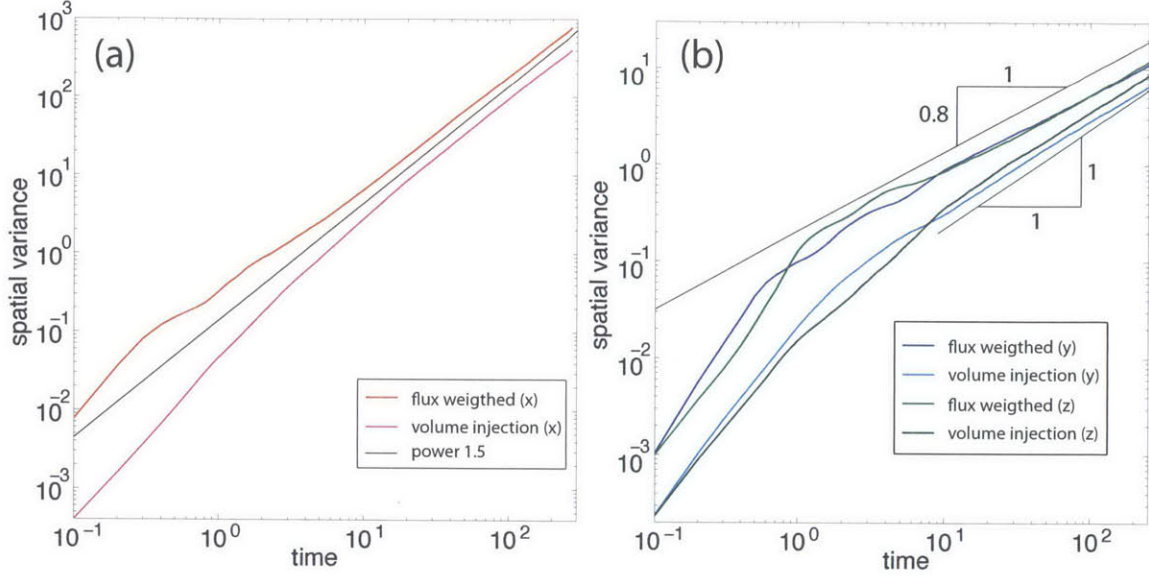 (a)
spatial variance
10^3
10^2
10^1
10^0
10^-1
10^-2
10^-3
10^-1
10^0
10^1
10^2
time
flux weigthed (x)
volume injection (x)
power 1.5
(b)
spatial variance
10^1
10^0
10^-1
10^-2
10^-3
10^-1
10^0
10^1
10^2
time
1
0.8
1
1
flux weigthed (y)
volume injection (y)
flux weigthed (z)
volume injection (z)